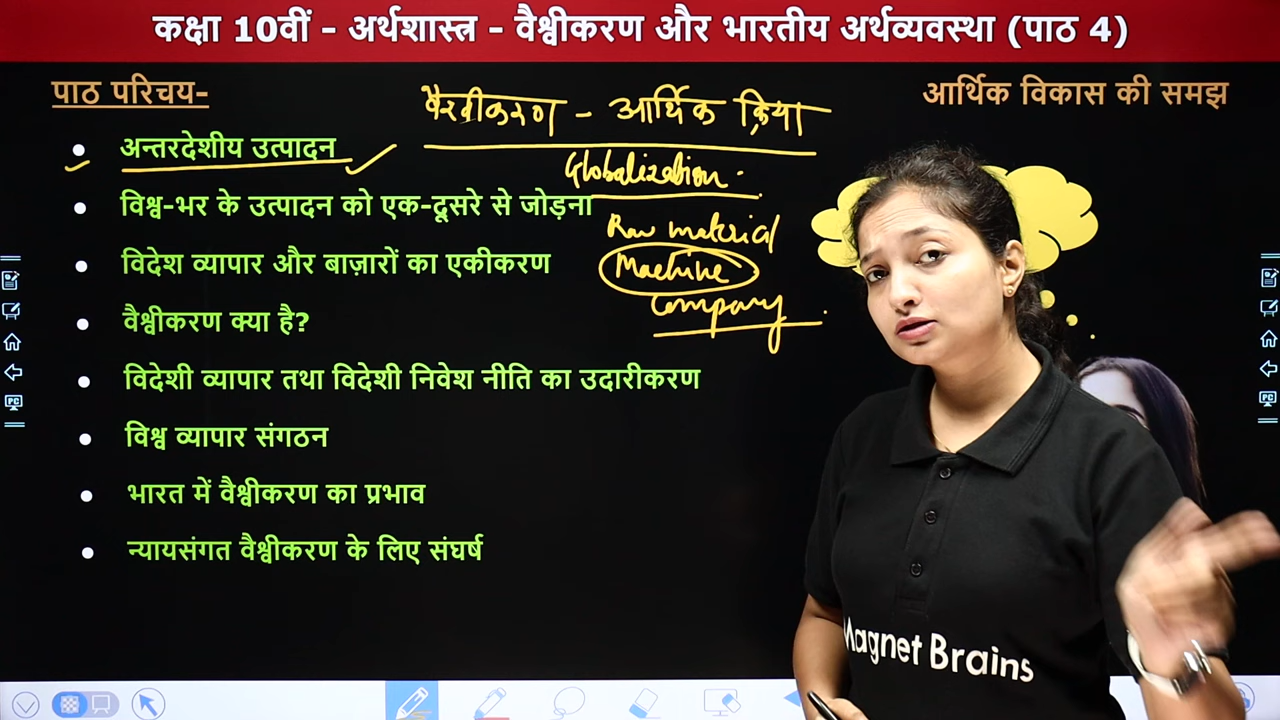 कक्षा 10वीं - अर्थशास्त्र - वैश्वीकरण और भारतीय अर्थव्यवस्था (पाठ 4)
पाठ परिचय-
आर्थिक विकास की समझ
वैश्वीकरण - आर्थिक क्रिया
Globalization.
Raw material
Machine
Company
• अन्तरदेशीय उत्पादन
• विश्व-भर के उत्पादन को एक-दूसरे से जोड़ना
• विदेश व्यापार और बाज़ारों का एकीकरण
• वैश्वीकरण क्या है?
• विदेशी व्यापार तथा विदेशी निवेश नीति का उदारीकरण
• विश्व व्यापार संगठन
• भारत में वैश्वीकरण का प्रभाव
• न्यायसंगत वैश्वीकरण के लिए संघर्ष
Magnet Brains
PC
PC